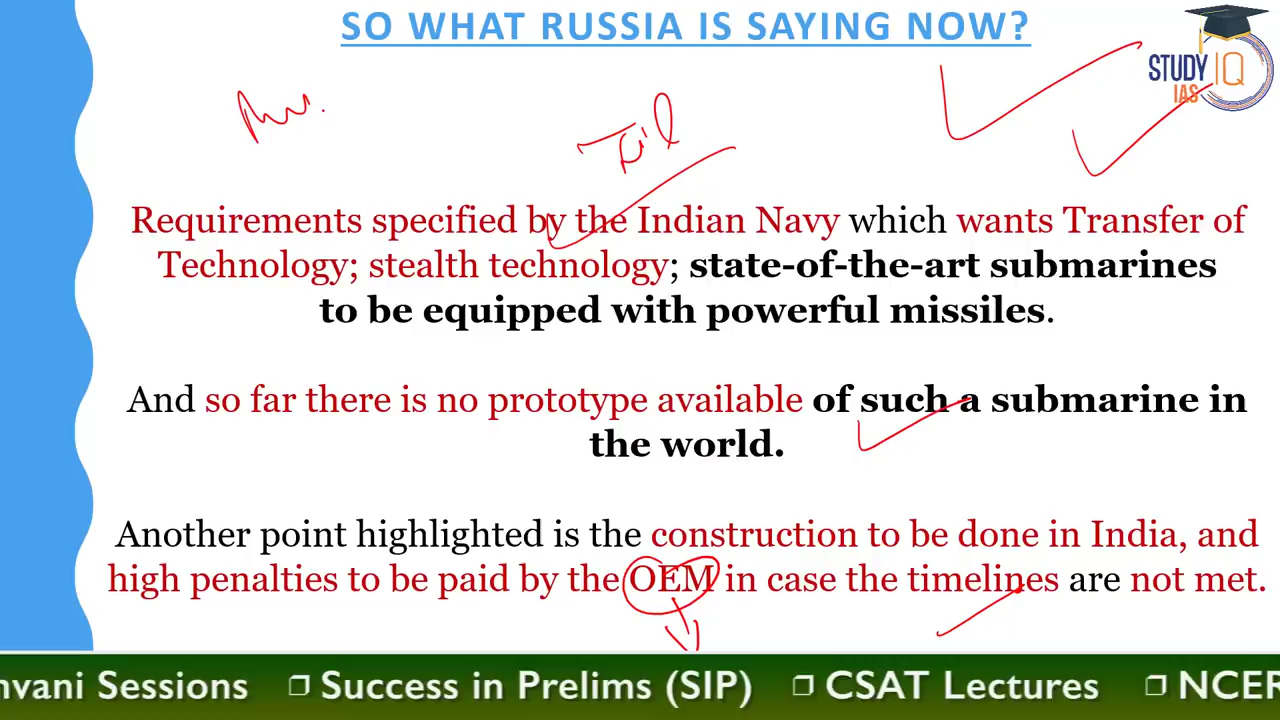 SO WHAT RUSSIA IS SAYING NOW?
STUDY IQ
IAS
Requirements specified by the Indian Navy which wants Transfer of
Technology; stealth technology; state-of-the-art submarines
to be equipped with powerful missiles.
And so far there is no prototype available of such a submarine in
the world.
Another point highlighted is the construction to be done in India, and
high penalties to be paid by the OEM in case the timelines are not met.
nvani Sessions ❐ Success in Prelims (SIP) ❐ CSAT Lectures ❐ NCER